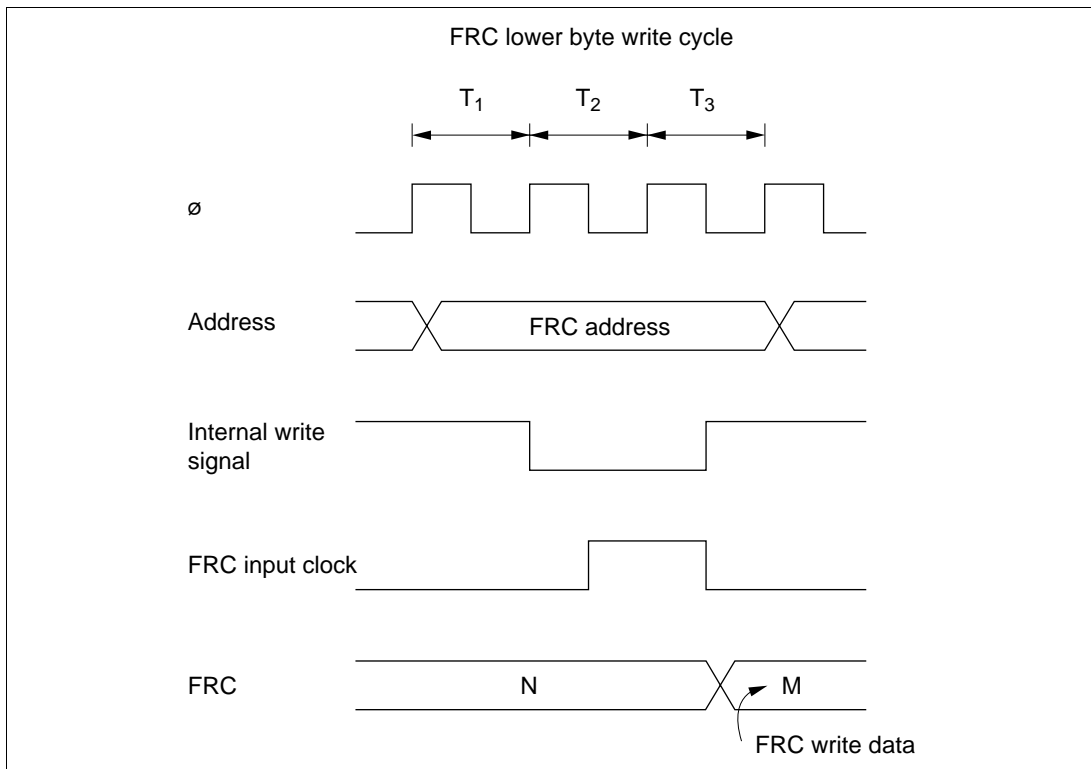 FRC lower byte write cycle
T1 T2 T3
ø
Address
FRC address
Internal write
signal
FRC input clock
FRC
N
M
FRC write data